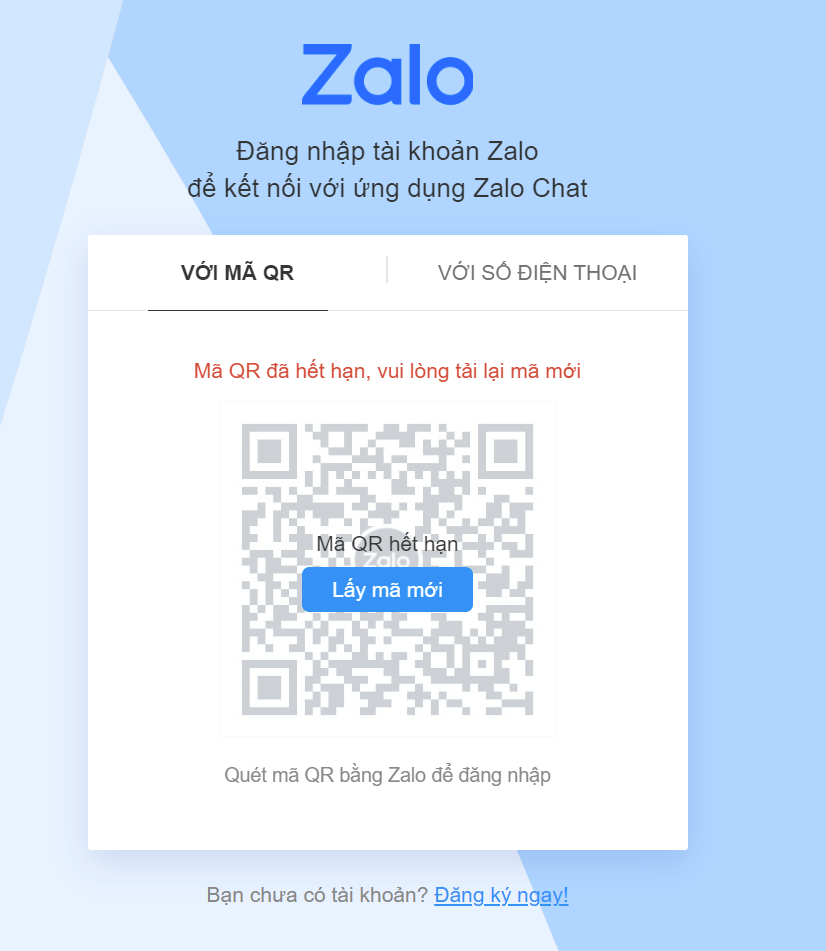 Zalo
Đăng nhập tài khoản Zalo
để kết nối với ứng dụng Zalo Chat
VỚI MÃ QR
VỚI SỐ ĐIỆN THOẠI
Mã QR đã hết hạn, vui lòng tải lại mã mới
Mã QR hết hạn
Zalo
Lấy mã mới
Quét mã QR bằng Zalo để đăng nhập
Bạn chưa có tài khoản? Đăng ký ngay!